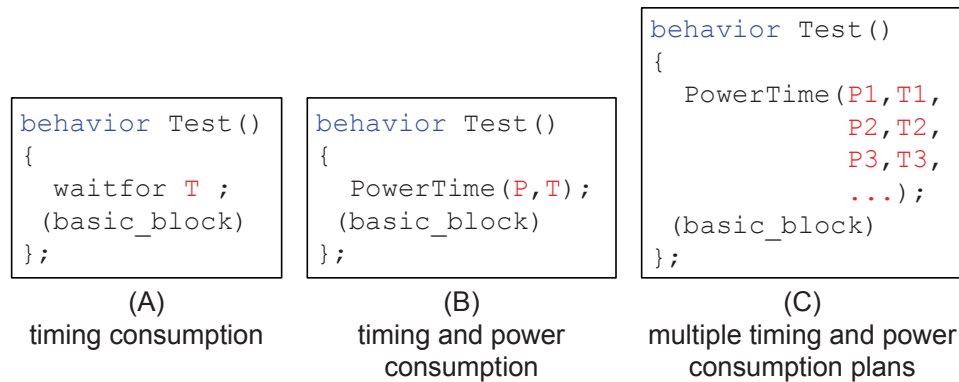 behavior Test()
{
waitfor T ;
(basic_block)
};
(A)
timing consumption
behavior Test()
{
PowerTime(P,T);
(basic_block)
};
(B)
timing and power
consumption
behavior Test()
{
PowerTime(P1,T1,
P2,T2,
P3,T3,
...);
(basic_block)
};
(C)
multiple timing and power
consumption plans